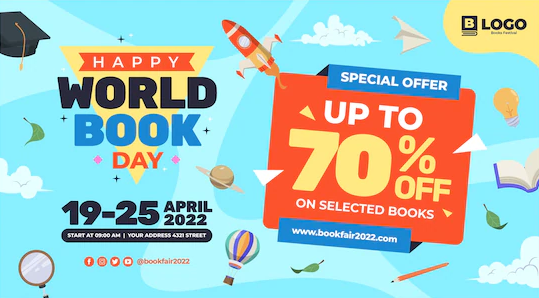 HAPPY
WORLD
BOOK
DAY
19-25 APRIL 2022
START AT 09:00 AM | YOUR ADDRESS 4321 STREET
@bookfair2022
SPECIAL OFFER
UP TO
70% OFF
ON SELECTED BOOKS
www.bookfair2022.com
B LOGO
Books Festival